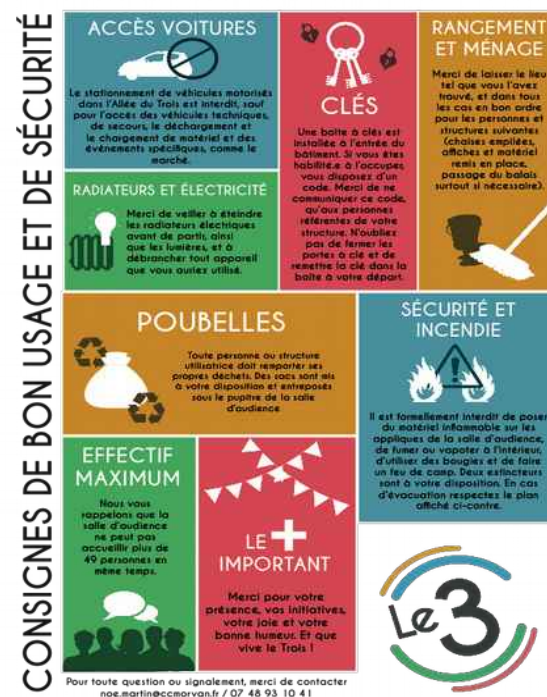 CONSIGNES DE BON USAGE ET DE SÉCURITÉ
ACCÈS VOITURES
Le stationnement de véhicules motorisés
dans l'Allée du Trois est interdit, sauf
pour l'accès des véhicules techniques,
de secours, le déchargement et
le chargement de matériel et des
événements spécifiques, comme le
marché.
RADIATEURS ET ÉLECTRICITÉ
Merci de veiller à éteindre
les radiateurs électriques
avant de partir, ainsi
que les lumières, et à
débrancher tout appareil
que vous auriez utilisé.
CLÉS
Une boîte à clés est
installée à l'entrée du
bâtiment. Si vous êtes
habilité.e à l'occuper,
vous disposez d'un
code. Merci de ne
communiquer ce code,
qu'aux personnes
référentes de votre
structure. N'oubliez
pas de fermer les
portes à clé et de
remettre la clé dans la
boîte à votre départ.
RANGEMENT
ET MÉNAGE
Merci de laisser le lieu
tel que vous l'avez
trouvé, et dans tous
les cas en bon ordre
pour les personnes et
structures suivantes
(chaises empilées,
affiches et matériel
remis en place,
passage du balais
surtout si nécessaire).
POUBELLES
Toute personne ou structure
utilisatrice doit remporter ses
propres déchets. Des sacs sont mis
à votre disposition et entreposés
sous le pupitre de la salle
d'audience
SÉCURITÉ ET
INCENDIE
Il est formellement interdit de poser
du matériel inflammable sur les
appliques de la salle d'audience,
de fumer ou vapoter à l'intérieur,
d'utiliser des bougies et de faire
un feu de camp. Deux extincteurs
sont à votre disposition. En cas
d'évacuation respectez le plan
affiché ci-contre.
EFFECTIF
MAXIMUM
Nous vous
rappelons que la
salle d'audience
ne peut pas
accueillir plus de
49 personnes en
même temps.
LE +
IMPORTANT
Merci pour votre
présence, vos initiatives,
votre joie et votre
bonne humeur. Et que
vive le Trois !
Le 3
Pour toute question ou signalement, merci de contacter
noe.martin@ccmorvan.fr / 07 48 93 10 41